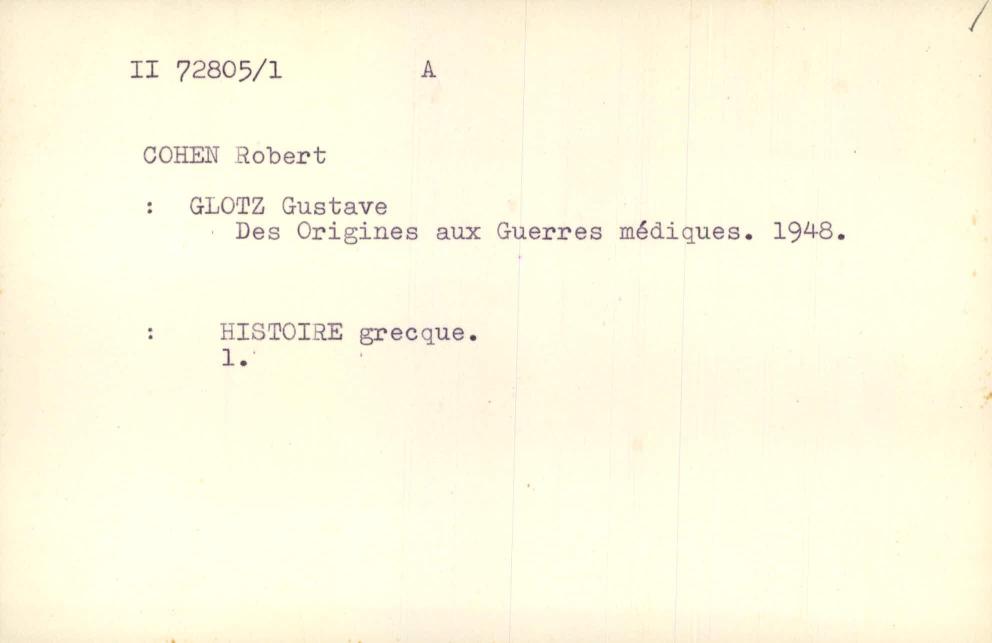 II 72805/1 A
COHEN Robert
: GLOTZ Gustave
Des Origines aux Guerres médiques. 1948.
: HISTOIRE grecque.
1.